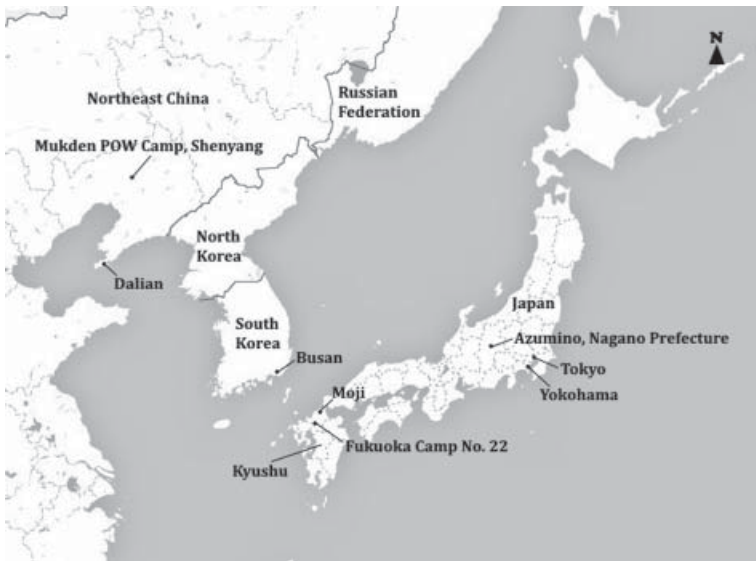 N
Northeast China
Russian
Federation
Mukden POW Camp, Shenyang
North
Korea
Dalian
Japan
South
Korea
Azumino, Nagano Prefecture
Busan
Tokyo
Moji
Yokohama
Fukuoka Camp No. 22
Kyushu